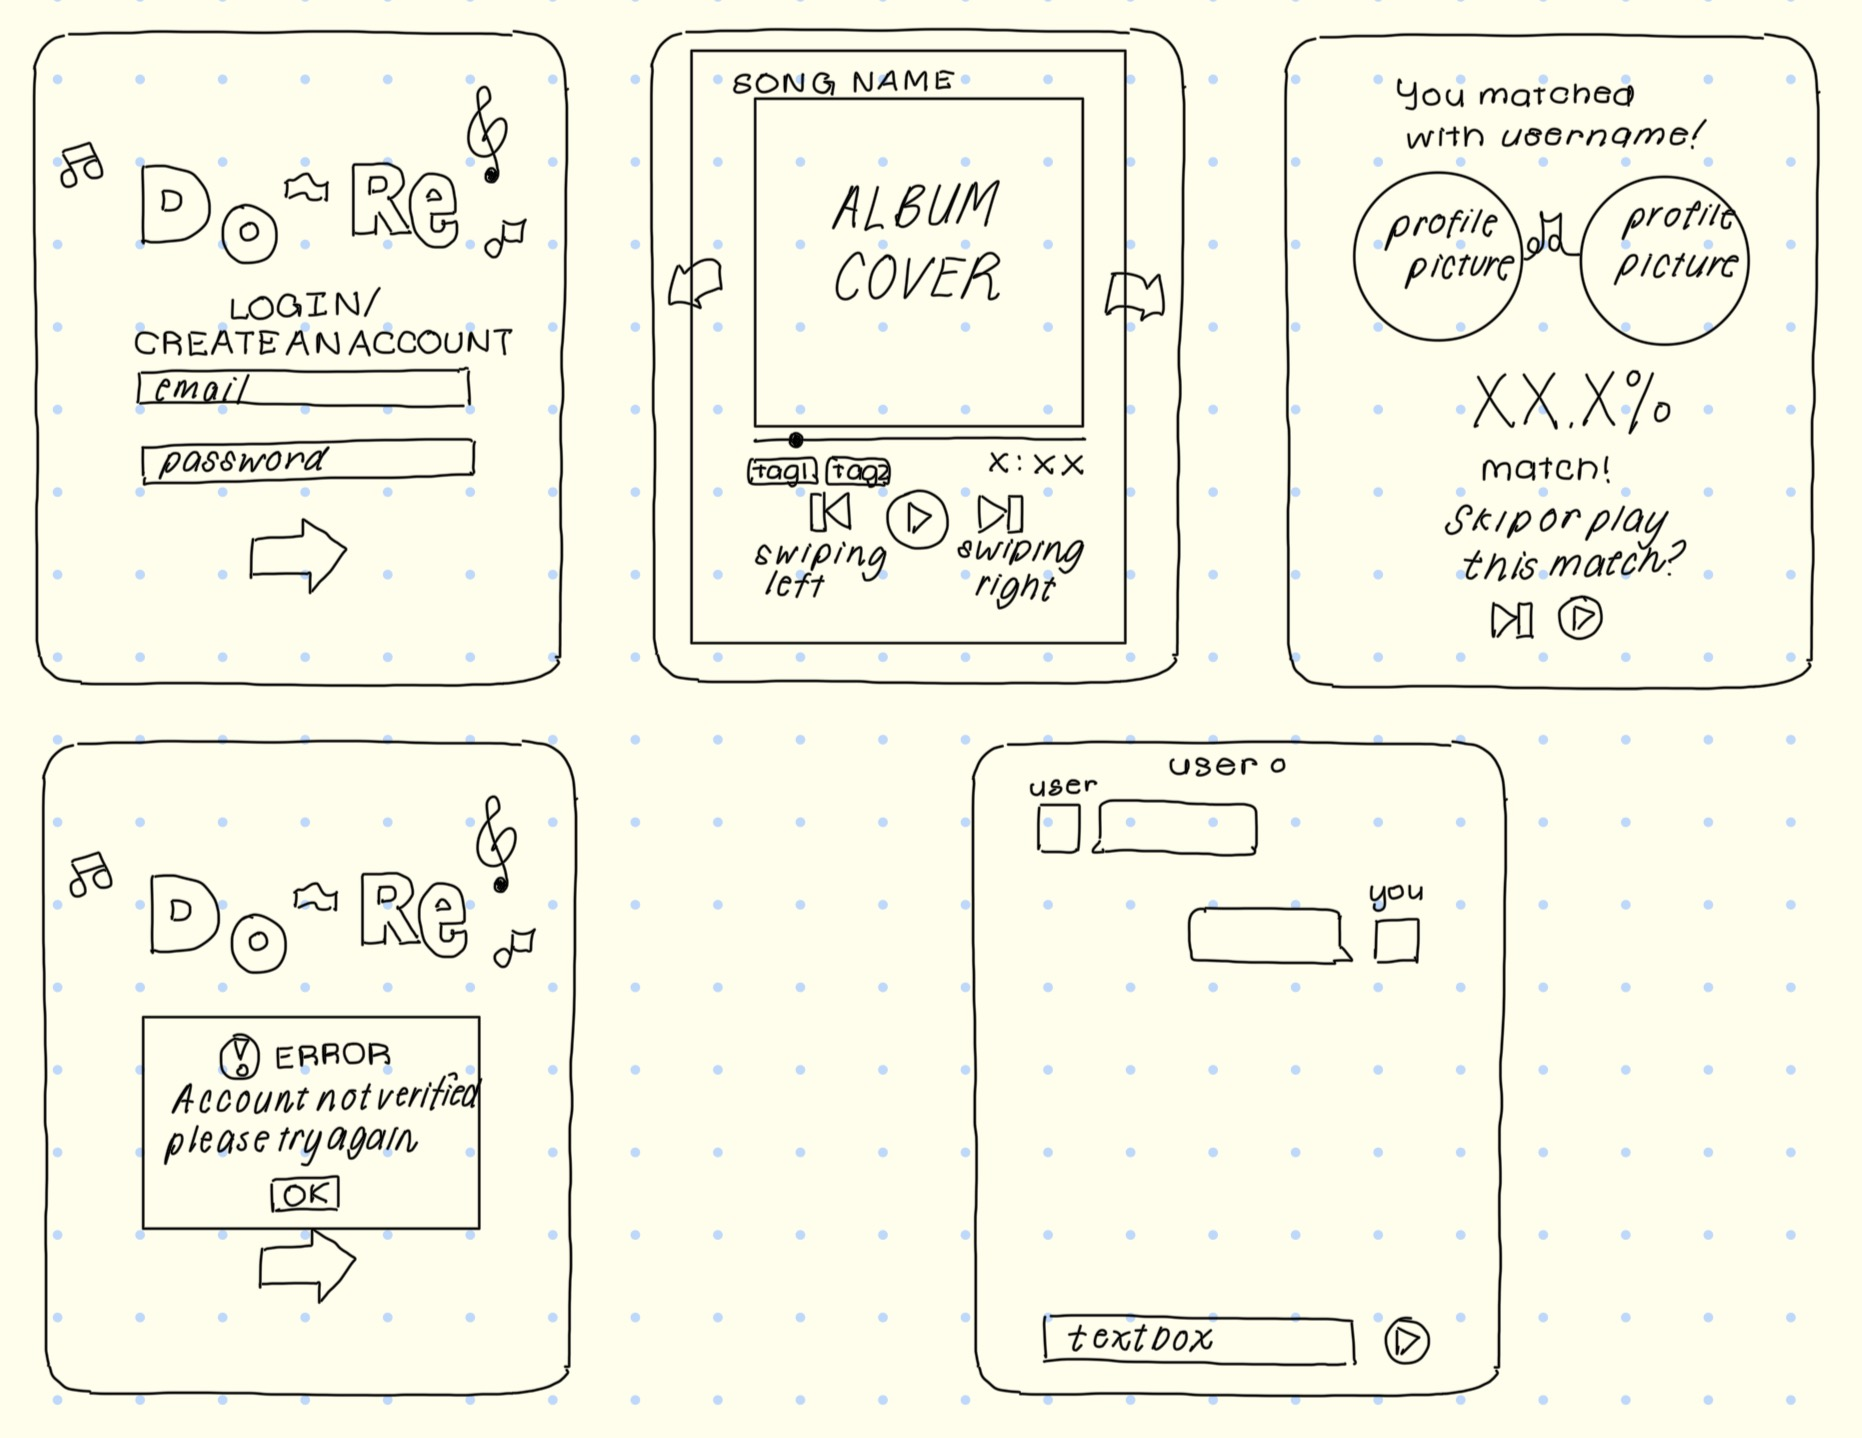 Do~Re
LOGIN/
CREATE AN ACCOUNT
email
password
SONG NAME
ALBUM
COVER
tag1 tag2 X:XX
swiping left
swiping right
You matched
with username!
profile picture
profile picture
XX.X%
match!
Skip or play
this match?
Do~Re
! ERROR
Account not verified
please try again
OK
user o
user
you
textbox